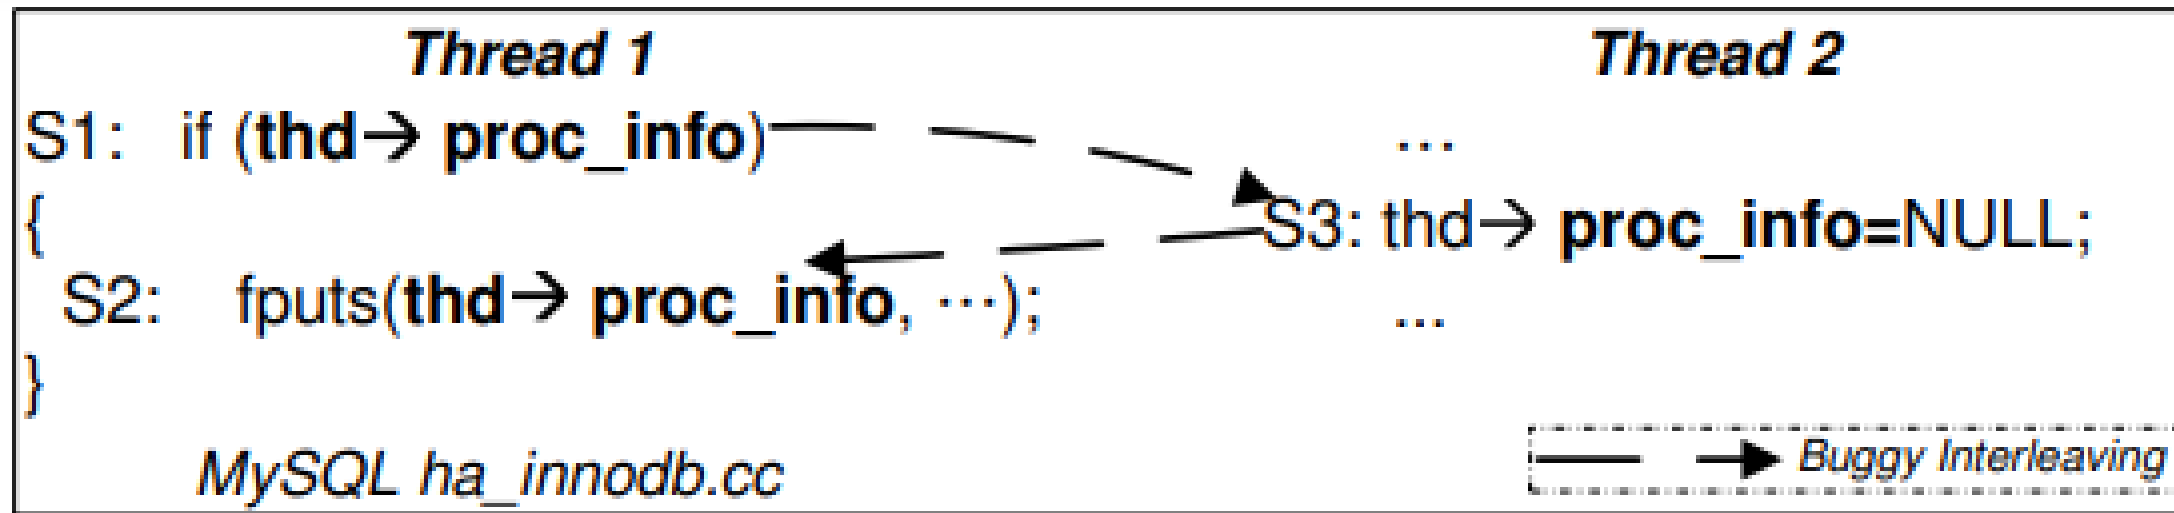 Thread 1 Thread 2
S1: if (thd→ proc_info) ...
{ S3: thd→ proc_info=NULL;
S2: fputs(thd→ proc_info, ...); ...
}
MySQL ha_innodb.cc Buggy Interleaving